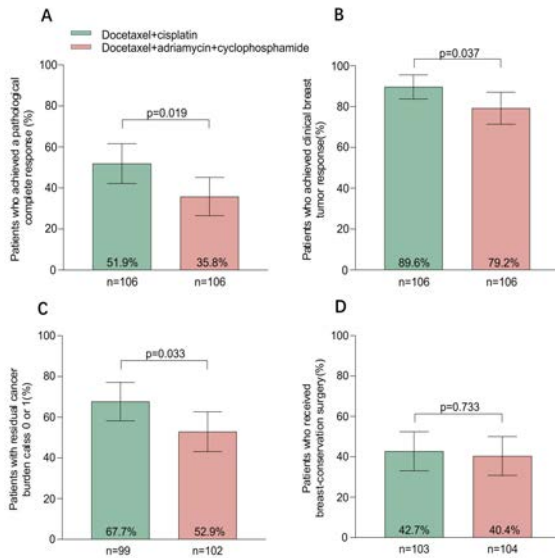 A
Docetaxel+cisplatin
Docetaxel+adriamycin+cyclophosphamide
Patients who achieved a pathological
complete response (%)
100
80
60
40
20
0
p=0.019
51.9%
35.8%
n=106
n=106
B
Patients who achieved clinical breast
tumor response(%)
100
80
60
40
20
0
p=0.037
89.6%
79.2%
n=106
n=106
C
Patients with residual cancer
burden calss 0 or 1(%)
100
80
60
40
20
0
p=0.033
67.7%
52.9%
n=99
n=102
D
Patients who received
breast-conservation surgery(%)
100
80
60
40
20
0
p=0.733
42.7%
40.4%
n=103
n=104